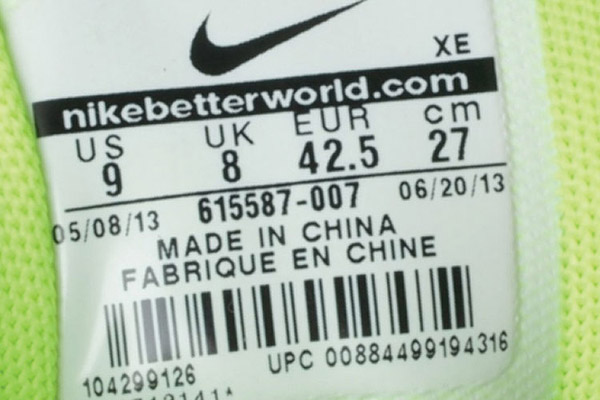 XE
nikebetterworld.com
US UK EUR cm
9 8 42.5 27
05/08/13 615587-007 06/20/13
MADE IN CHINA
FABRIQUE EN CHINE
104299126 UPC 00884499194316